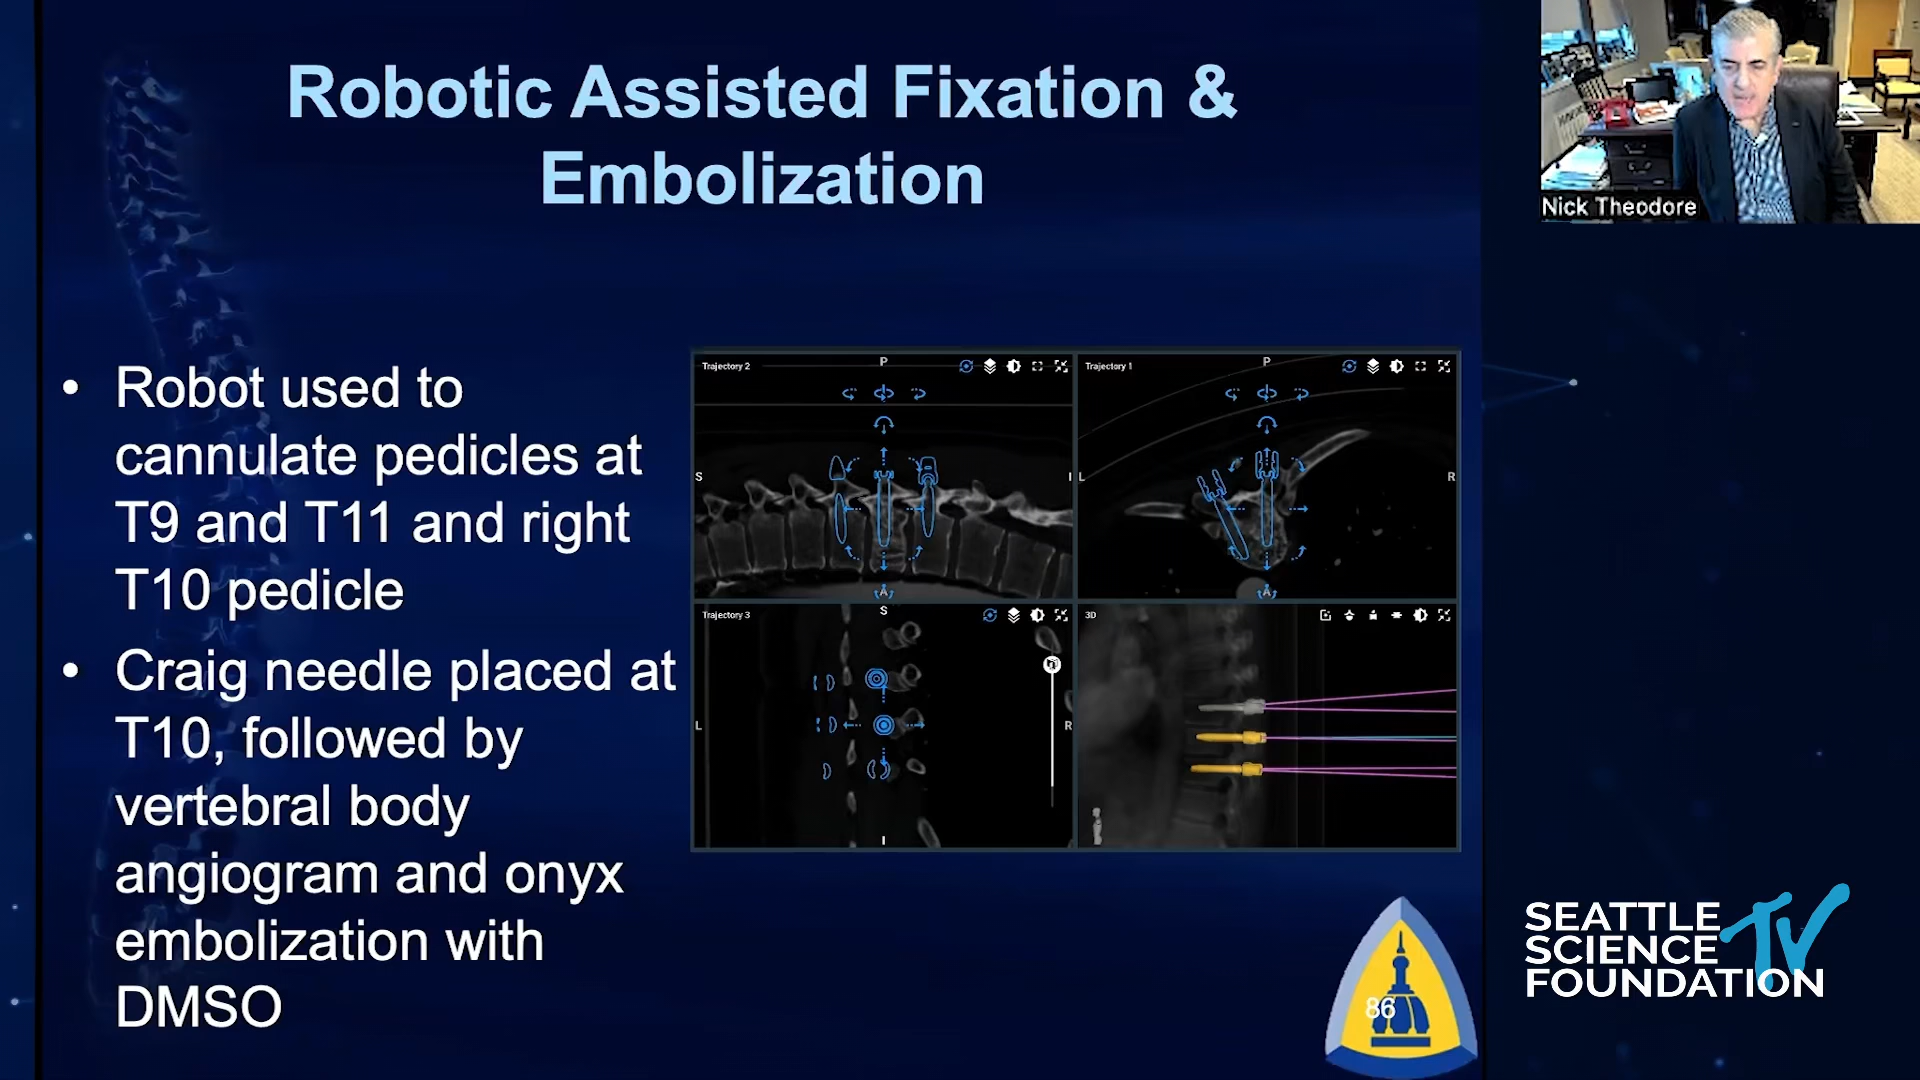 Robotic Assisted Fixation &
Embolization
Nick Theodore
• Robot used to
cannulate pedicles at
T9 and T11 and right
T10 pedicle
• Craig needle placed at
T10, followed by
vertebral body
angiogram and onyx
embolization with
DMSO
Trajectory 2
P
S
I
A
Trajectory 1
P
L
R
A
Trajectory 3
S
L
R
I
3D
86
SEATTLE
SCIENCE TV
FOUNDATION